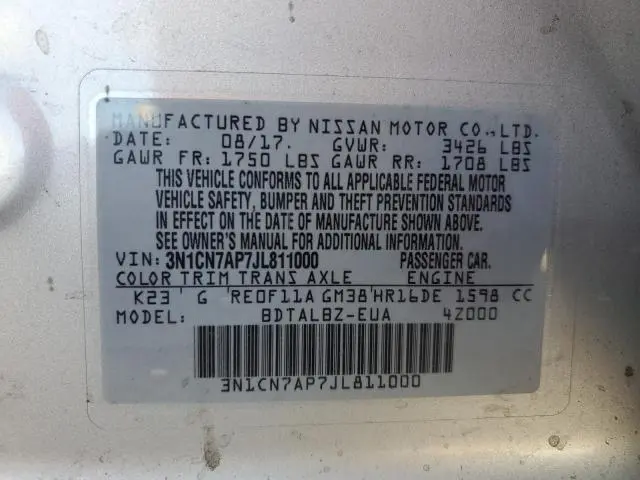 MANUFACTURED BY NISSAN MOTOR CO.,LTD.
DATE: 08/17. GVWR: 3426 LBS
GAWR FR: 1750 LBS GAWR RR: 1708 LBS
THIS VEHICLE CONFORMS TO ALL APPLICABLE FEDERAL MOTOR
VEHICLE SAFETY, BUMPER AND THEFT PREVENTION STANDARDS
IN EFFECT ON THE DATE OF MANUFACTURE SHOWN ABOVE.
SEE OWNER'S MANUAL FOR ADDITIONAL INFORMATION.
VIN: 3N1CN7AP7JL811000 PASSENGER CAR.
COLOR TRIM TRANS AXLE ENGINE
K23 ' G 'RE0F11A GM38'HR16DE 1598 CC
MODEL: BDTALBZ-EUA 4Z000
3N1CN7AP7JL811000